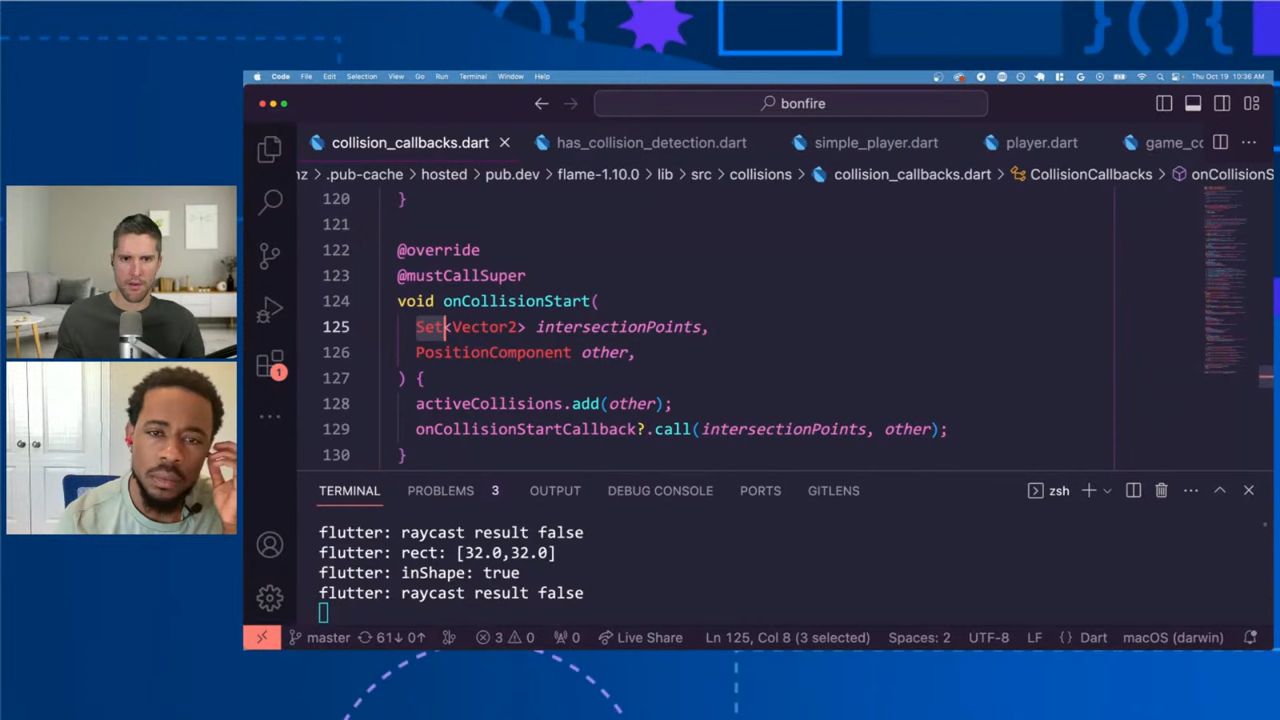 Code File Edit Selection View Go Run Terminal Window Help Thu Oct 19 10:36 AM
bonfire
collision_callbacks.dart has_collision_detection.dart simple_player.dart player.dart game_cc
nz > .pub-cache > hosted > pub.dev > flame-1.10.0 > lib > src > collisions > collision_callbacks.dart > CollisionCallbacks > onCollisionS
120 }
121
122 @override
123 @mustCallSuper
124 void onCollisionStart(
125 Set<Vector2> intersectionPoints,
126 PositionComponent other,
127 ) {
128 activeCollisions.add(other);
129 onCollisionStartCallback?.call(intersectionPoints, other);
130 }
1
TERMINAL PROBLEMS 3 OUTPUT DEBUG CONSOLE PORTS GITLENS zsh
flutter: raycast result false
flutter: rect: [32.0,32.0]
flutter: inShape: true
flutter: raycast result false
master 61↓ 0↑ 3 0 0 Live Share Ln 125, Col 8 (3 selected) Spaces: 2 UTF-8 LF {} Dart macOS (darwin)